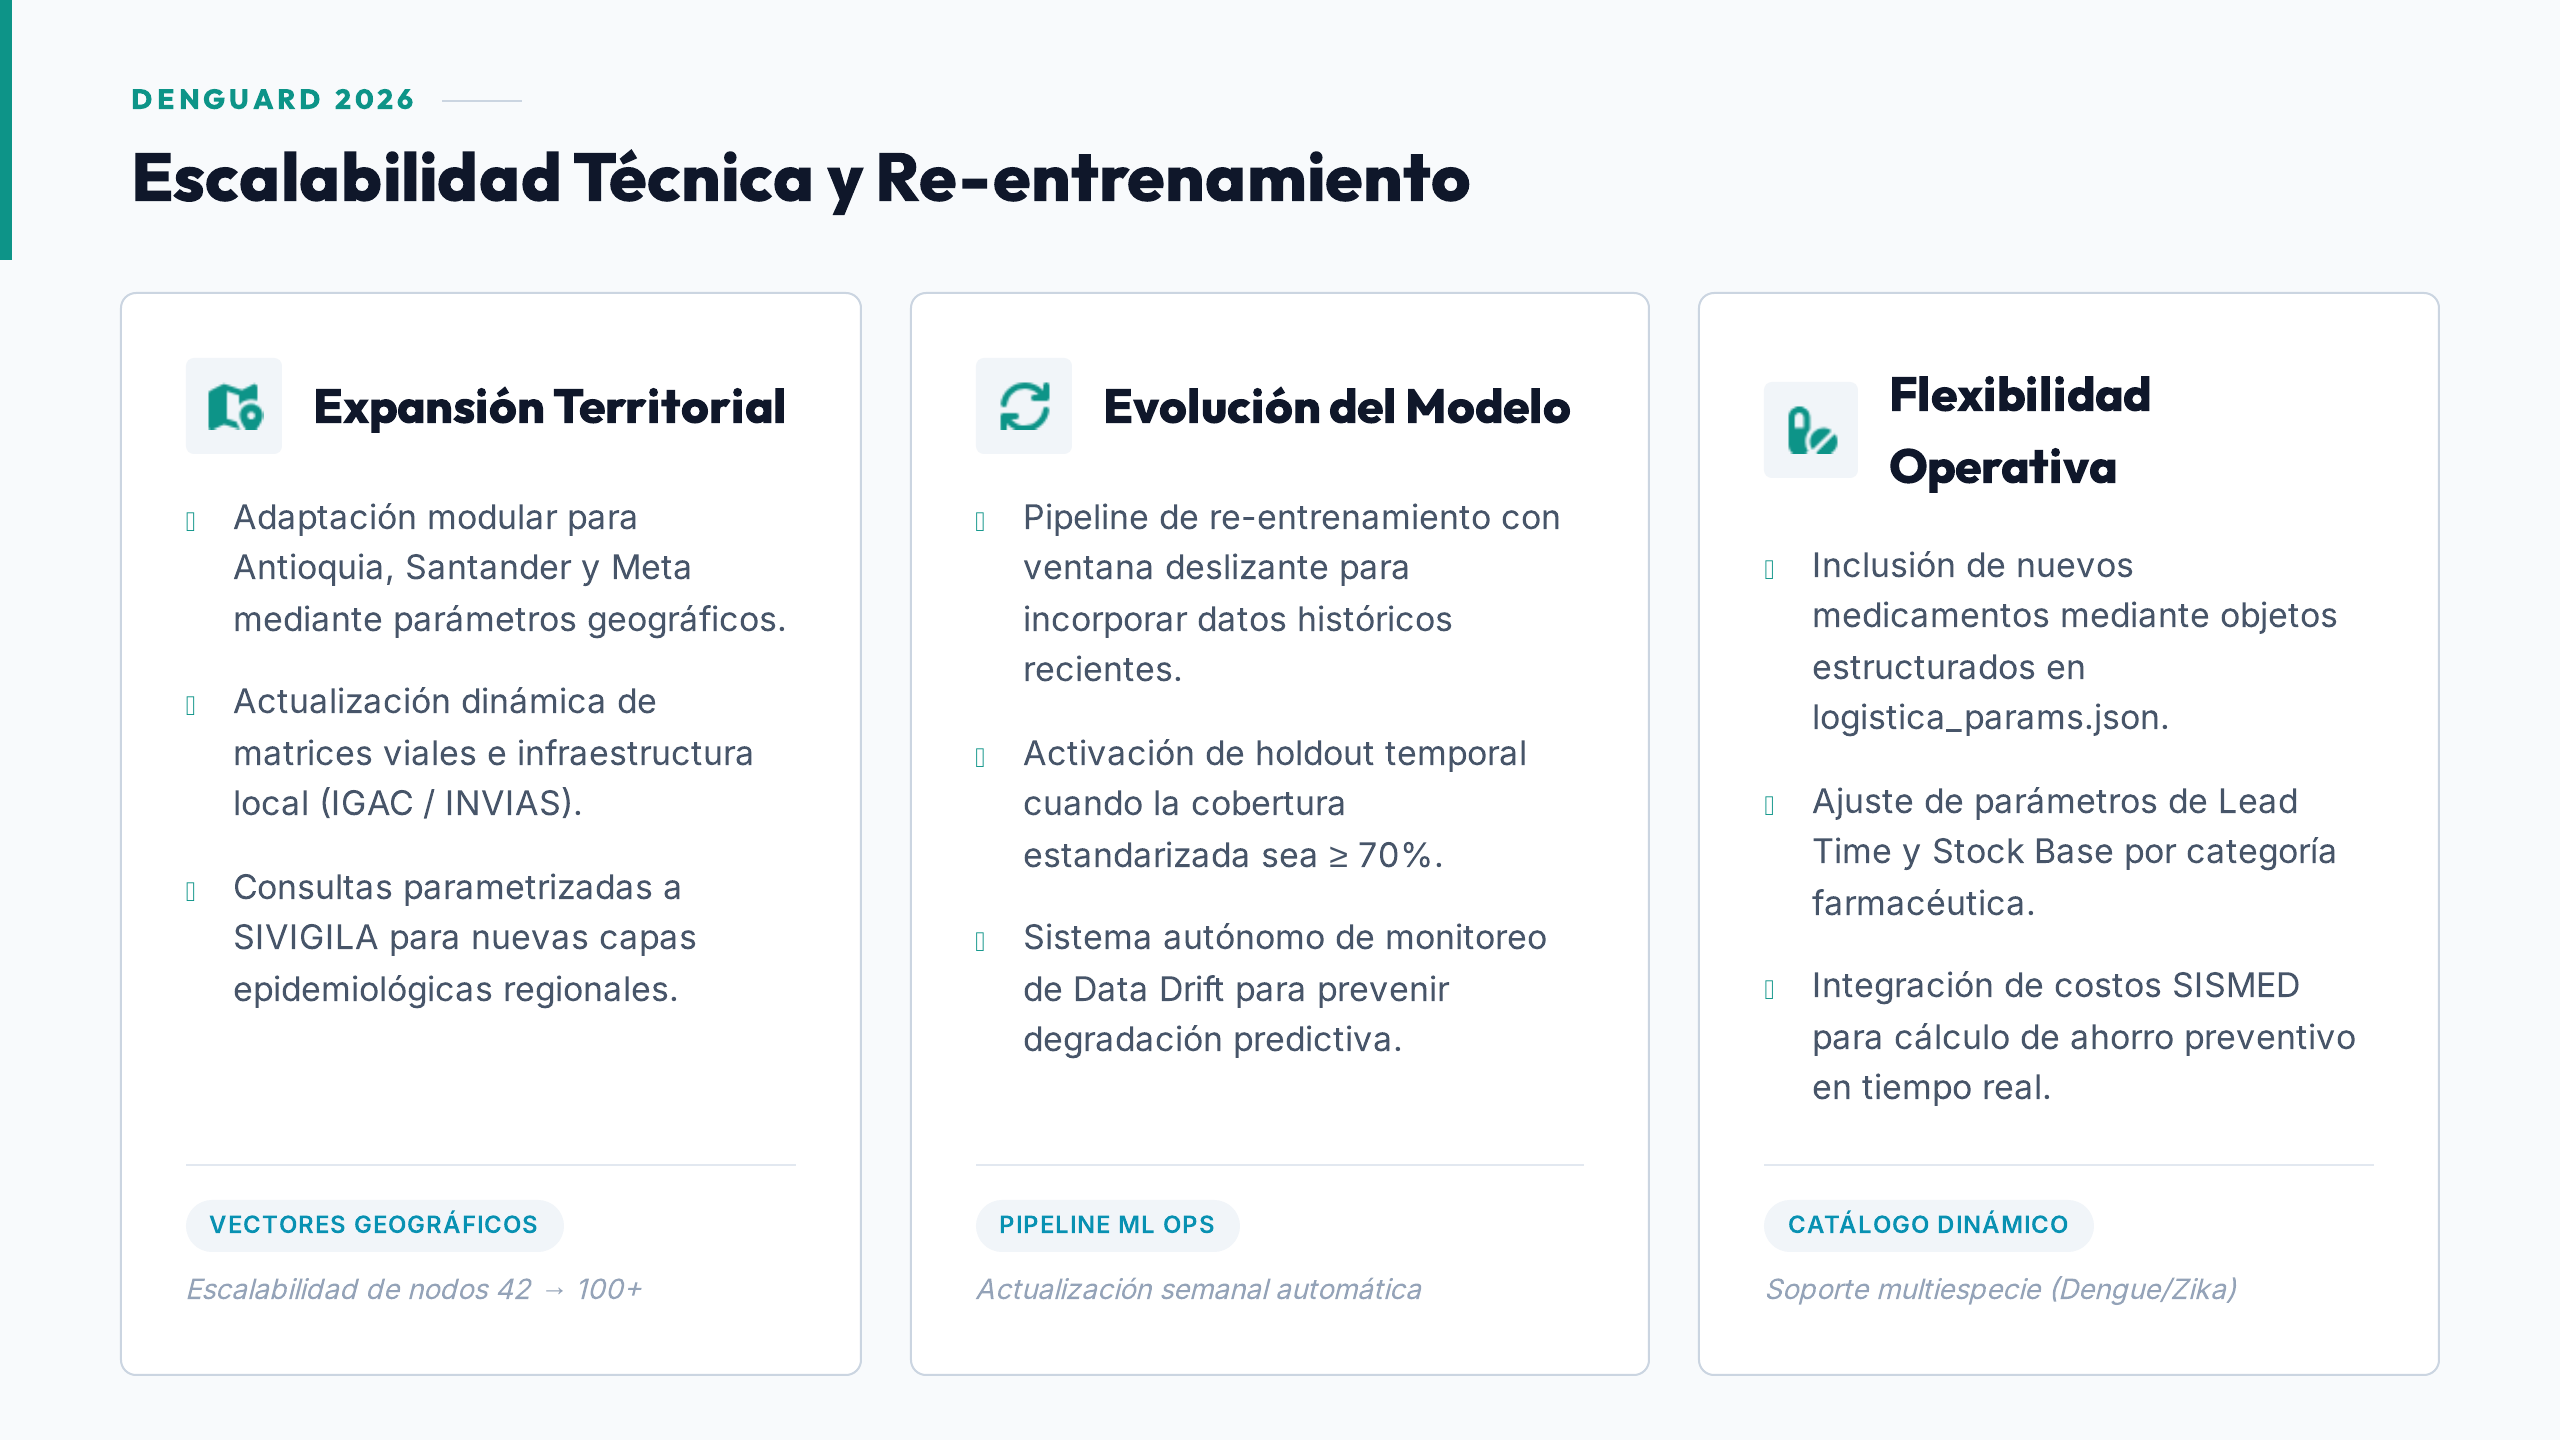 DENGUARD 2026
Escalabilidad Técnica y Re-entrenamiento
Expansión Territorial
Adaptación modular para
Antioquia, Santander y Meta
mediante parámetros geográficos.
Actualización dinámica de
matrices viales e infraestructura
local (IGAC / INVIAS).
Consultas parametrizadas a
SIVIGILA para nuevas capas
epidemiológicas regionales.
VECTORES GEOGRÁFICOS
Escalabilidad de nodos 42 → 100+
Evolución del Modelo
Pipeline de re-entrenamiento con
ventana deslizante para
incorporar datos históricos
recientes.
Activación de holdout temporal
cuando la cobertura
estandarizada sea ≥ 70%.
Sistema autónomo de monitoreo
de Data Drift para prevenir
degradación predictiva.
PIPELINE ML OPS
Actualización semanal automática
Flexibilidad
Operativa
Inclusión de nuevos
medicamentos mediante objetos
estructurados en
logistica_params.json.
Ajuste de parámetros de Lead
Time y Stock Base por categoría
farmacéutica.
Integración de costos SISMED
para cálculo de ahorro preventivo
en tiempo real.
CATÁLOGO DINÁMICO
Soporte multiespecie (Dengue/Zika)